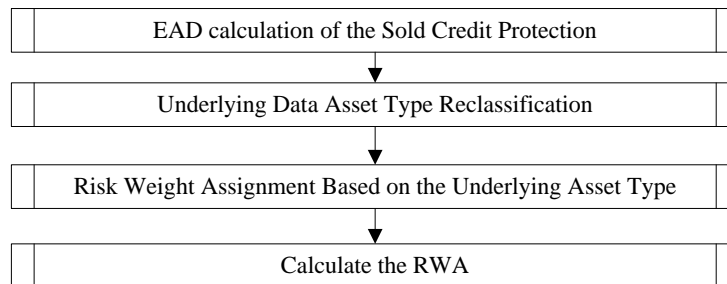 EAD calculation of the Sold Credit Protection
Underlying Data Asset Type Reclassification
Risk Weight Assignment Based on the Underlying Asset Type
Calculate the RWA